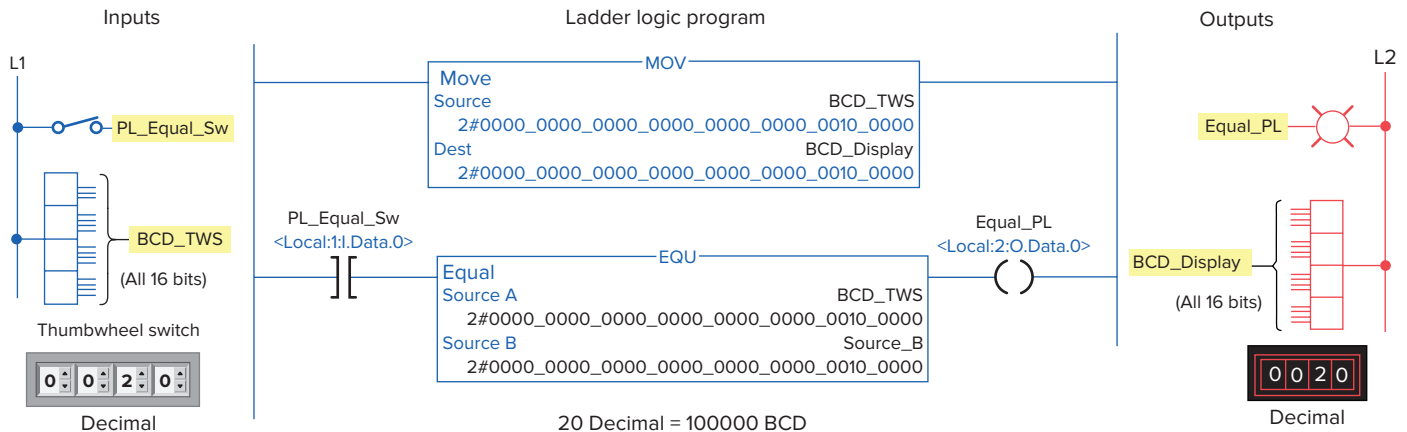 Inputs
Ladder logic program
Outputs
L1
L2
PL_Equal_Sw
BCD_TWS
(All 16 bits)
Thumbwheel switch
0 0 2 0
Decimal
MOV
Move
Source BCD_TWS
2#0000_0000_0000_0000_0000_0000_0010_0000
Dest BCD_Display
2#0000_0000_0000_0000_0000_0000_0010_0000
PL_Equal_Sw
<Local:1:I.Data.0>
EQU
Equal
Source A BCD_TWS
2#0000_0000_0000_0000_0000_0000_0010_0000
Source B Source_B
2#0000_0000_0000_0000_0000_0000_0010_0000
Equal_PL
<Local:2:O.Data.0>
20 Decimal = 100000 BCD
Equal_PL
BCD_Display
(All 16 bits)
0 0 2 0
Decimal